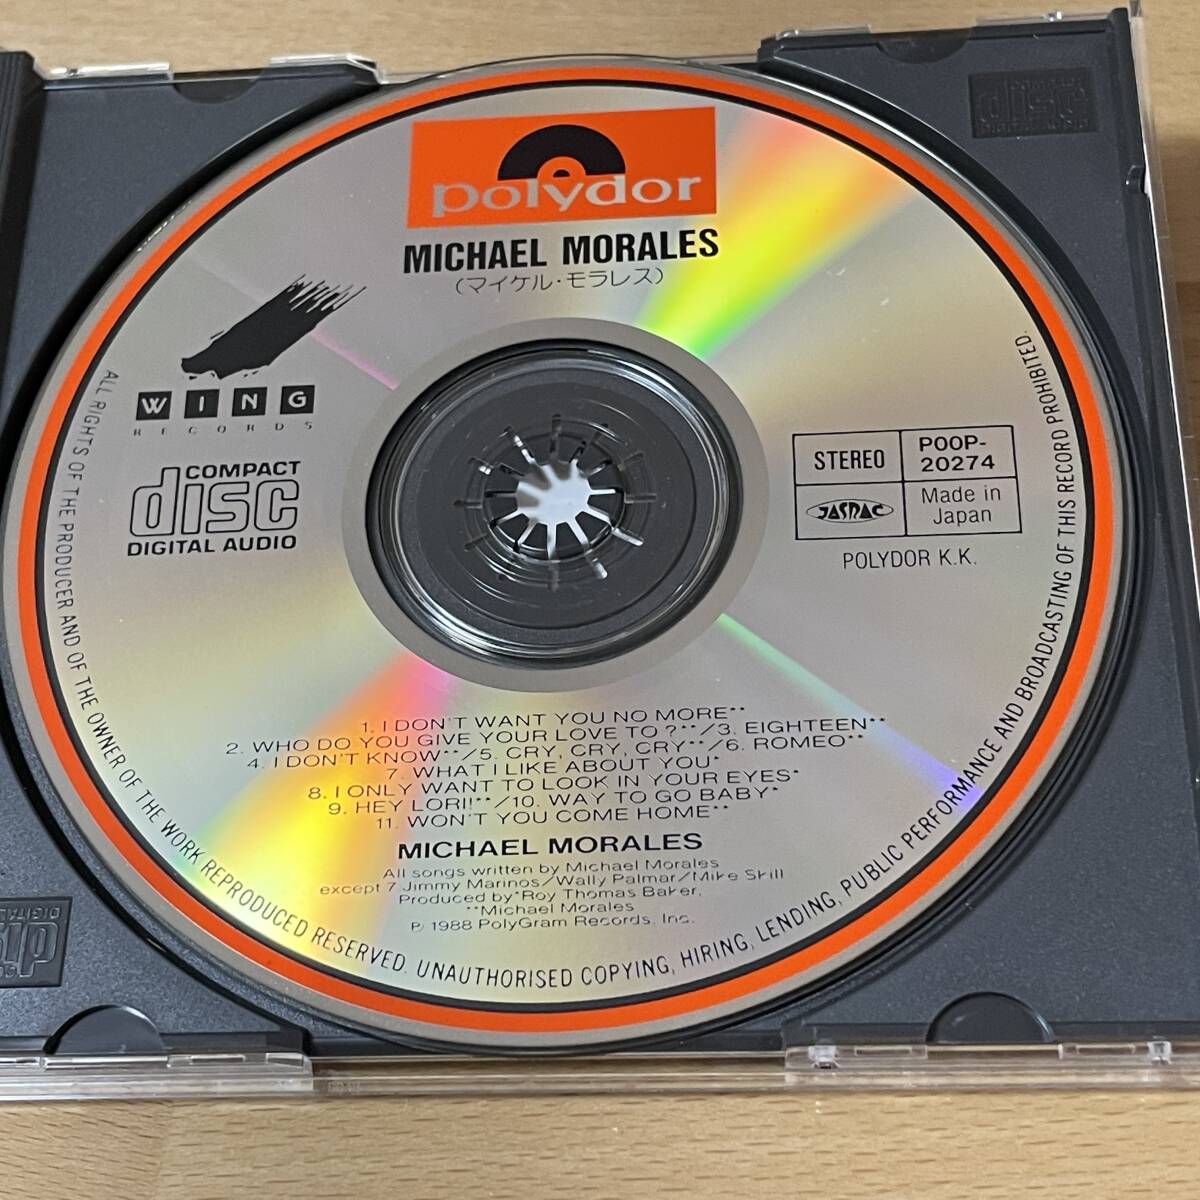 polydor
MICHAEL MORALES
(マイケル・モラレス)
WING
RECORDS
COMPACT
disc
DIGITAL AUDIO
STEREO
P00P-
20274
JASRAC
Made in
Japan
POLYDOR K.K.
1. I DON'T WANT YOU NO MORE**
2. WHO DO YOU GIVE YOUR LOVE TO?**/3. EIGHTEEN**
4. I DON'T KNOW**/5. CRY, CRY, CRY**/6. ROMEO**
7. WHAT I LIKE ABOUT YOU*
8. I ONLY WANT TO LOOK IN YOUR EYES*
9. HEY LORI!**/10. WAY TO GO BABY*
11. WON'T YOU COME HOME**
MICHAEL MORALES
All songs written by Michael Morales
except 7 Jimmy Marinos/Wally Palmar/Mike Skill
Produced by *Roy Thomas Baker,
**Michael Morales
℗ 1988 PolyGram Records, Inc.
ALL RIGHTS OF THE PRODUCER AND OF THE OWNER OF THE WORK REPRODUCED RESERVED. UNAUTHORISED COPYING, HIRING, LENDING, PUBLIC PERFORMANCE AND BROADCASTING OF THIS RECORD PROHIBITED.
disc